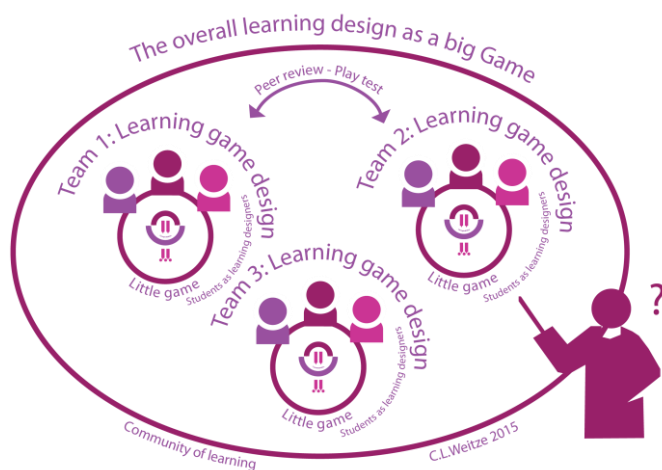 The overall learning design as a big Game
Peer review - Play test
Team 1: Learning game design
Students as learning designers
Little game
Team 2: Learning game design
Students as learning designers
Little game
Team 3: Learning game design
Students as learning designers
Little game
?
Community of learning
C.L.Weitze 2015